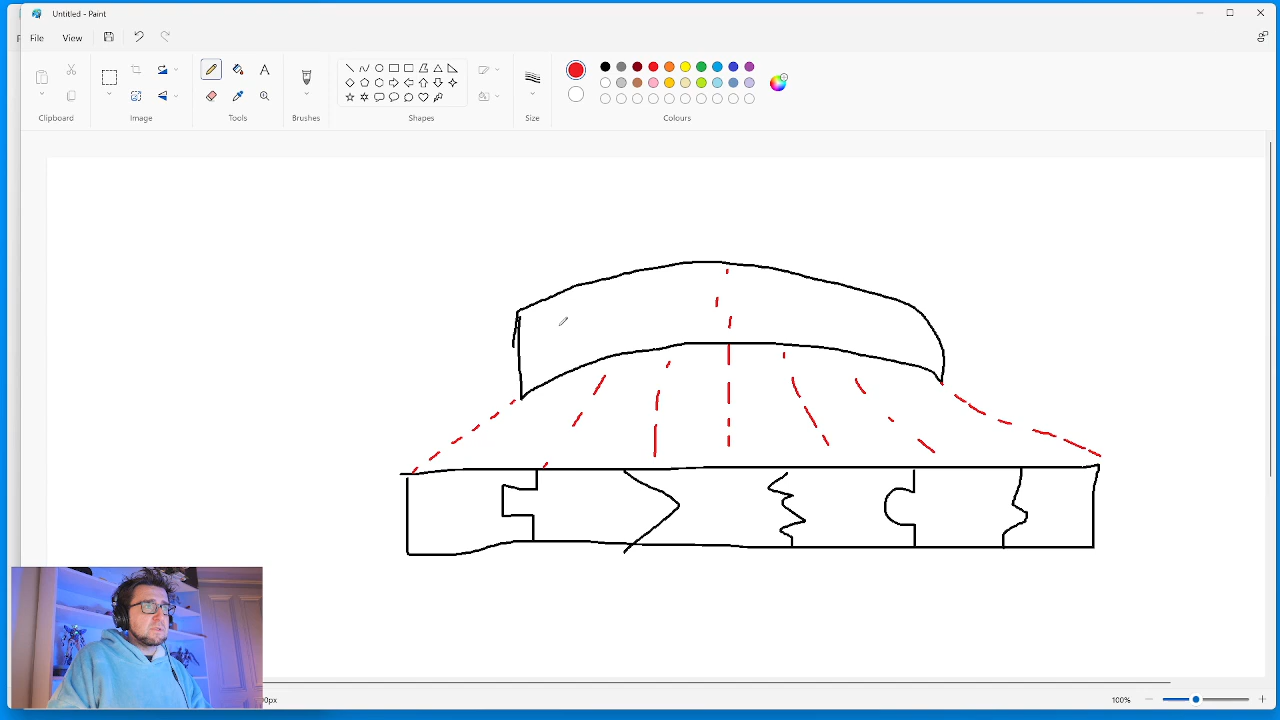 Untitled - Paint
File View
Clipboard Image Tools Brushes Shapes Size Colours
100%